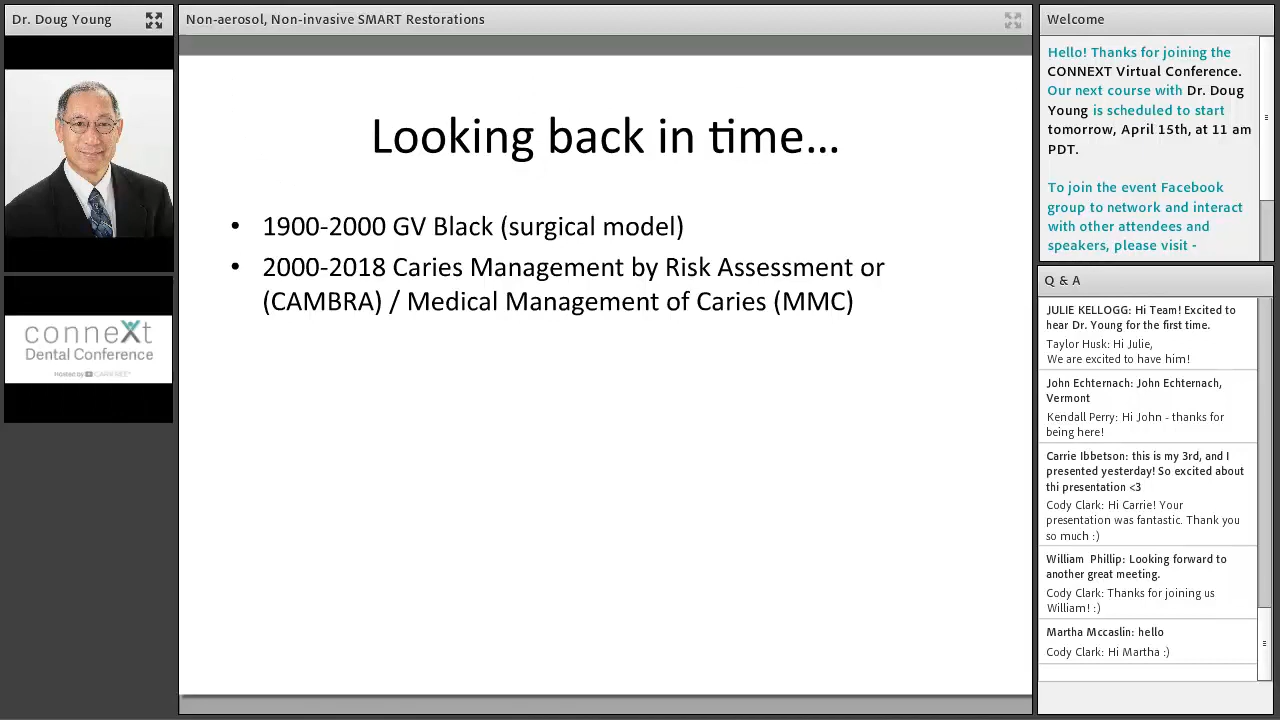 Dr. Doug Young
Non-aerosol, Non-invasive SMART Restorations
Looking back in time...
• 1900-2000 GV Black (surgical model)
• 2000-2018 Caries Management by Risk Assessment or
(CAMBRA) / Medical Management of Caries (MMC)
conneXt
Dental Conference
Hosted by
Welcome
Hello! Thanks for joining the
CONNEXT Virtual Conference.
Our next course with Dr. Doug
Young is scheduled to start
tomorrow, April 15th, at 11 am
PDT.
To join the event Facebook
group to network and interact
with other attendees and
speakers, please visit -
Q & A
JULIE KELLOGG: Hi Team! Excited to
hear Dr. Young for the first time.
Taylor Husk: Hi Julie,
We are excited to have him!
John Echternach: John Echternach,
Vermont
Kendall Perry: Hi John - thanks for
being here!
Carrie Ibbetson: this is my 3rd, and I
presented yesterday! So excited about
thi presentation <3
Cody Clark: Hi Carrie! Your
presentation was fantastic. Thank you
so much :)
William Phillip: Looking forward to
another great meeting.
Cody Clark: Thanks for joining us
William! :)
Martha Mccaslin: hello
Cody Clark: Hi Martha :)